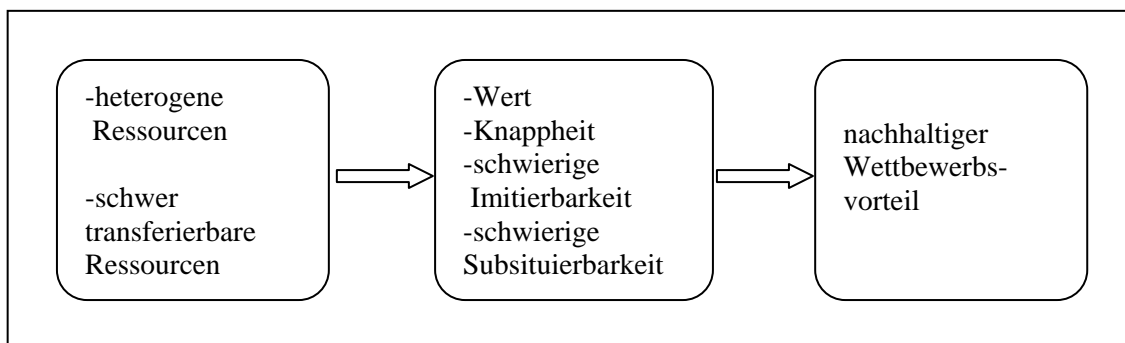 -heterogene
Ressourcen
-schwer
transferierbare
Ressourcen
-Wert
-Knappheit
-schwierige
Imitierbarkeit
-schwierige
Subsituierbarkeit
nachhaltiger
Wettbewerbs-
vorteil